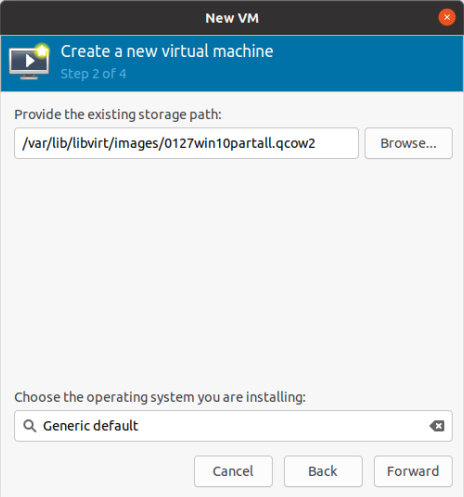 New VM
Create a new virtual machine
Step 2 of 4
Provide the existing storage path:
/var/lib/libvirt/images/0127win10partall.qcow2
Browse...
Choose the operating system you are installing:
Generic default
Cancel
Back
Forward